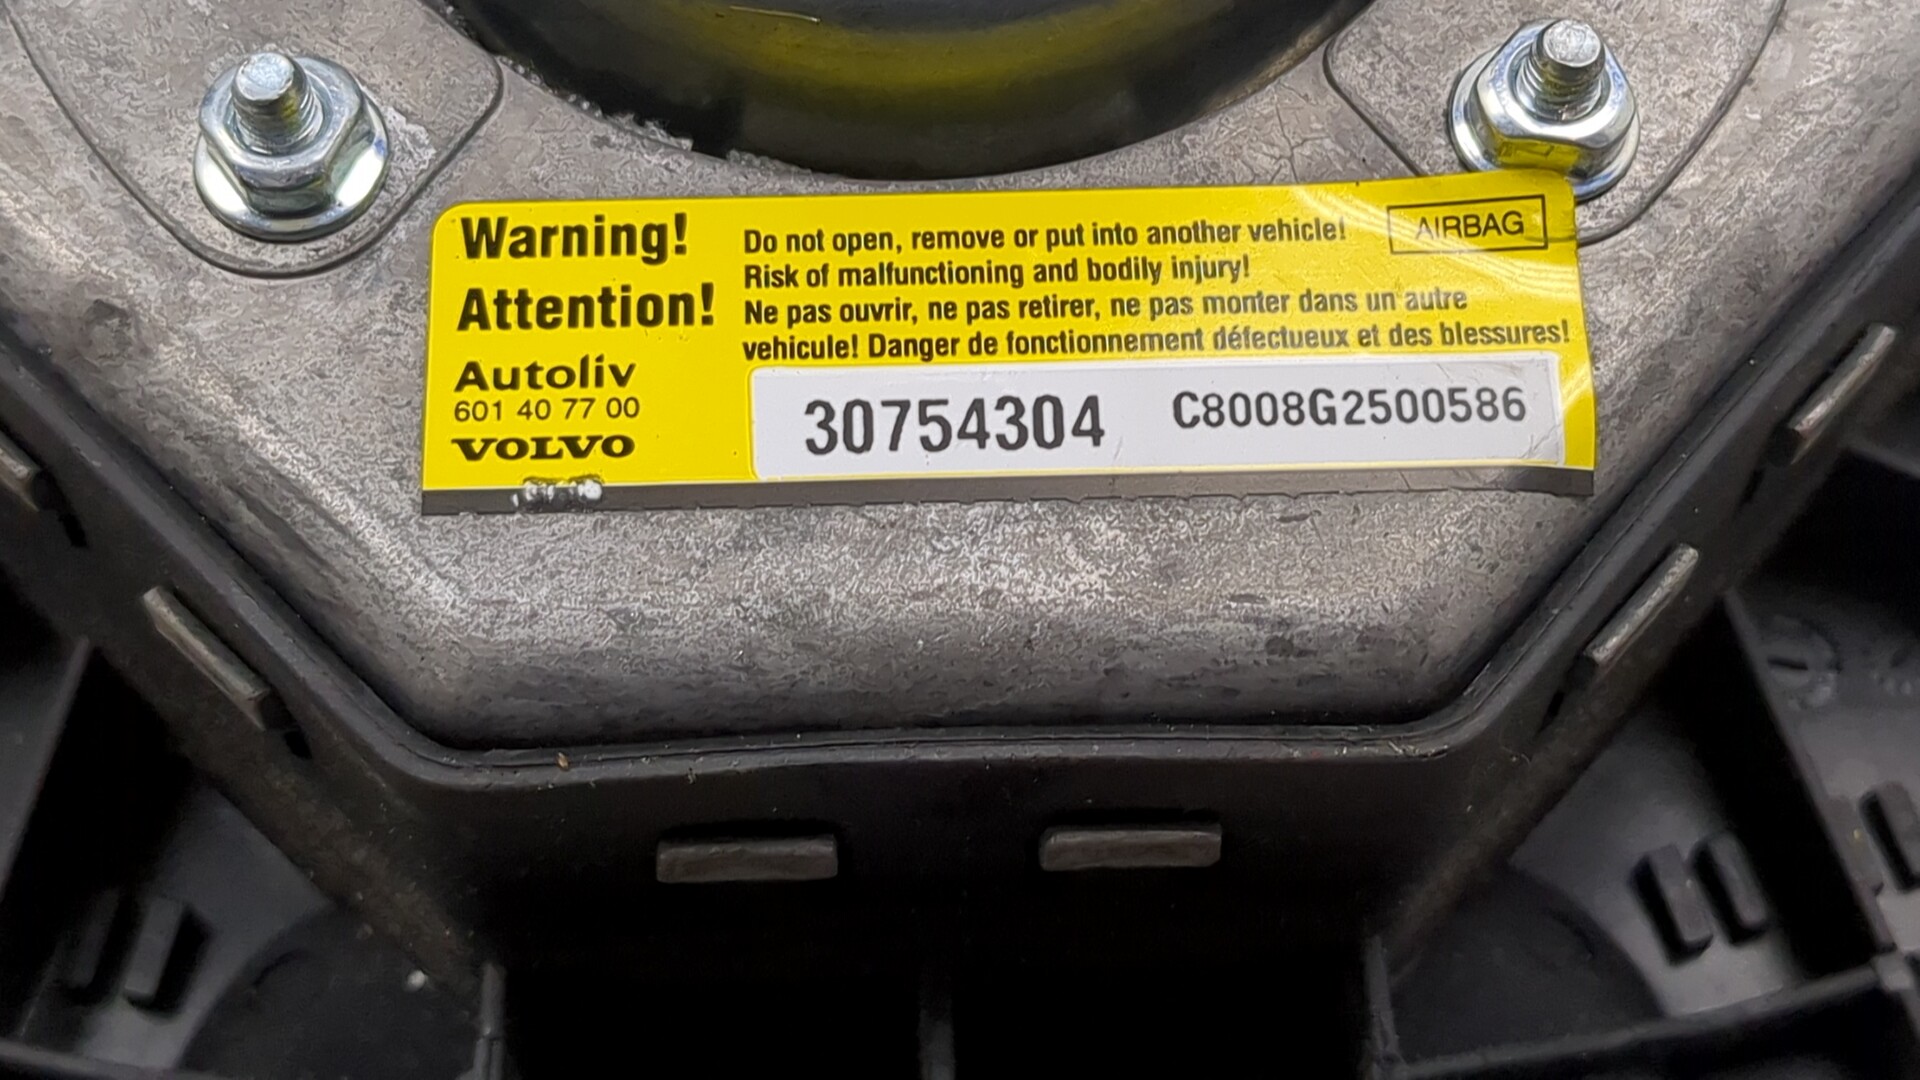 Warning!
Attention!
Autoliv
601 40 77 00
VOLVO
Do not open, remove or put into another vehicle!
Risk of malfunctioning and bodily injury!
Ne pas ouvrir, ne pas retirer, ne pas monter dans un autre
vehicule! Danger de fonctionnement défectueux et des blessures!
AIRBAG
30754304 C8008G2500586